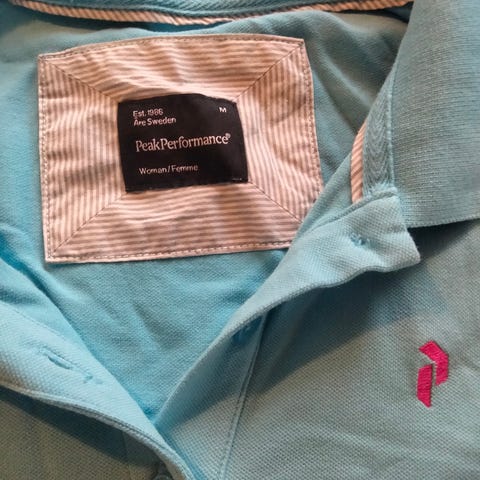 Est. 1986
M
Åre Sweden
PeakPerformance
Woman/Femme